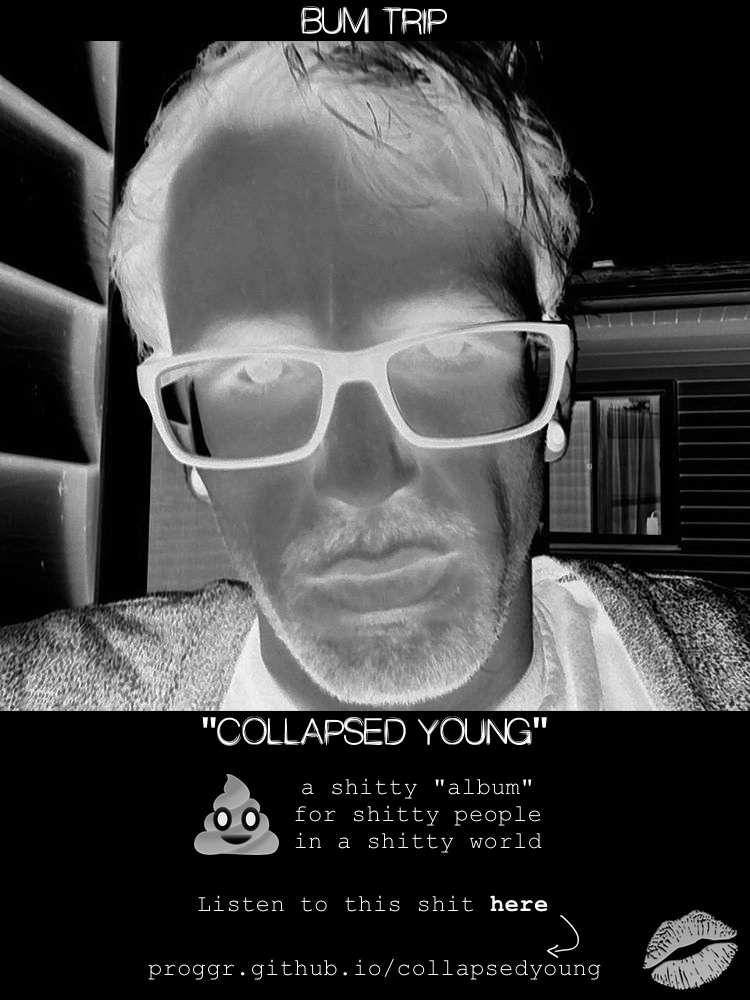 BUM TRIP
"COLLAPSED YOUNG"
a shitty "album"
for shitty people
in a shitty world
Listen to this shit here
proggr.github.io/collapsedyoung